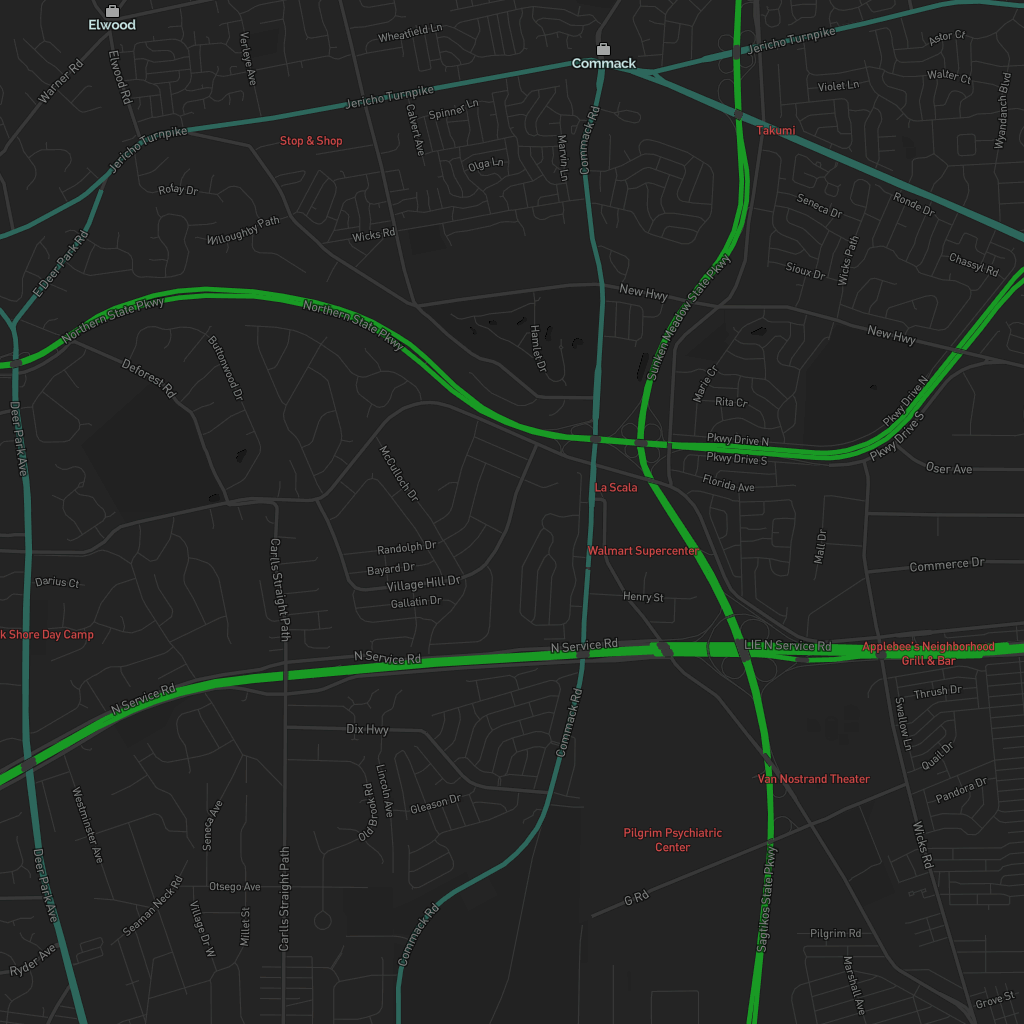 Elwood
Wheatfield Ln
Verleye Ave
Commack
Jericho Turnpike
Astor Ct
Warner Rd
Elwood Rd
Walter Ct
Violet Ln
Wyandanch Blvd
Jericho Turnpike
Spinner Ln
Calvert Ave
Commack Rd
Stop & Shop
Jericho Turnpike
Takumi
Marvin Ln
Olga Ln
Rofay Dr
Seneca Dr
Ronde Dr
Willoughby Path
Wicks Rd
Wicks Path
E Deer Park Rd
Sioux Dr
Chassyl Rd
New Hwy
Northern State Pkwy
Northern State Pkwy
Sunken Meadow State Pkwy
New Hwy
Hamlet Dr
Buttonwood Dr
Deforest Rd
Marie Cr
Rita Cr
Pkwy Drive N
Pkwy Drive S
Deer Park Ave
Pkwy Drive N
Pkwy Drive S
McCulloch Dr
Oser Ave
La Scala
Florida Ave
Walmart Supercenter
Mall Dr
Carlls Straight Path
Randolph Dr
Bayard Dr
Village Hill Dr
Gallatin Dr
Commerce Dr
Darius Ct
Henry St
k Shore Day Camp
N Service Rd
N Service Rd
LIE N Service Rd
Applebee's Neighborhood
Grill & Bar
N Service Rd
Thrush Dr
Swallow Ln
Commack Rd
Dix Hwy
Quail Dr
Van Nostrand Theater
Pandora Dr
Lincoln Ave
Old Brook Rd
Gleason Dr
Westminster Ave
Seneca Ave
Pilgrim Psychiatric
Center
Wicks Rd
Deer Park Ave
Carlls Straight Path
Otsego Ave
Seaman Neck Rd
G Rd
Sagtikos State Pkwy
Village Dr W
Millet St
Commack Rd
Pilgrim Rd
Ryder Ave
Marshall Ave
Grove St